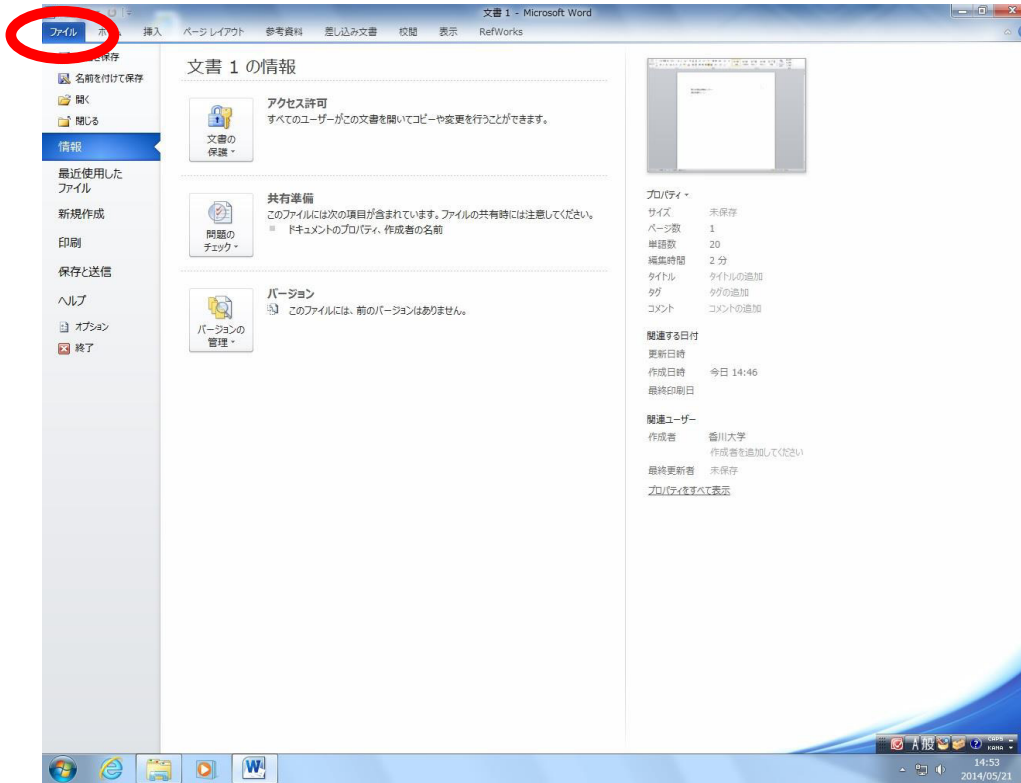 文書 1 - Microsoft Word
ファイル 挿入 ページ レイアウト 参考資料 差し込み文書 校閲 表示 RefWorks
保存
名前を付けて保存
開く
閉じる
情報
最近使用した
ファイル
新規作成
印刷
保存と送信
ヘルプ
オプション
終了
文書 1 の情報
文書の
保護
アクセス許可
すべてのユーザーがこの文書を開いてコピーや変更を行うことができます。
問題の
チェック
共有準備
このファイルには次の項目が含まれています。ファイルの共有時には注意してください。
ドキュメントのプロパティ、作成者の名前
バージョンの
管理
バージョン
このファイルには、前のバージョンはありません。
プロパティ
サイズ 未保存
ページ数 1
単語数 20
編集時間 2 分
タイトル タイトルの追加
タグ タグの追加
コメント コメントの追加
関連する日付
更新日時
作成日時 今日 14:46
最終印刷日
関連ユーザー
作成者 香川大学
作成者を追加してください
最終更新者 未保存
プロパティをすべて表示
A 般 CAPS
KANA
14:53
2014/05/21